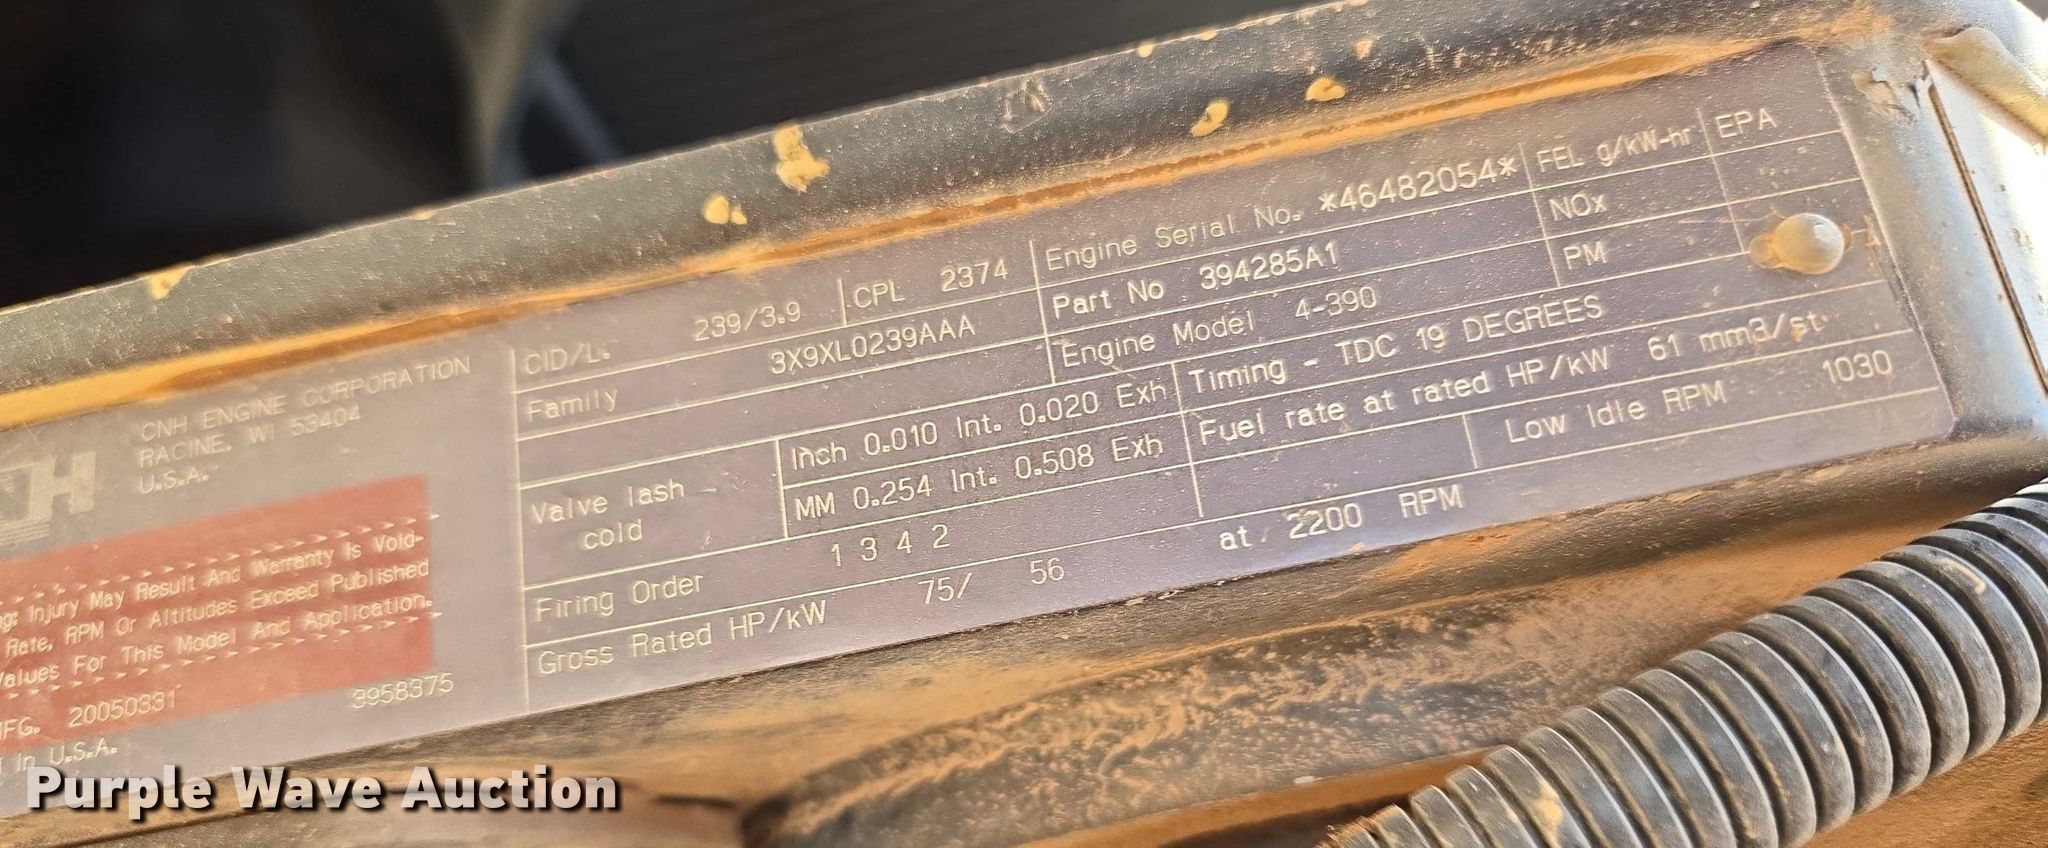 CNH ENGINE CORPORATION
RACINE, WI 53404
U.S.A.
Injury May Result And Warranty Is Void-
Rate, RPM Or Altitudes Exceed Published
For This Model And Application.
20050331 3958375
In U.S.A.
CID/L. 239/3.9 CPL 2374 Engine Serial No. *46482054* FEL g/kW-hr EPA
Family 3X9XL0239AAA Part No 394285A1 NOx
Engine Model 4-390 PM
Valve lash cold
Inch 0.010 Int. 0.020 Exh Timing - TDC 19 DEGREES
MM 0.254 Int. 0.508 Exh Fuel rate at rated HP/kW 61 mm3/st
Firing Order 1 3 4 2 Low Idle RPM 1030
Gross Rated HP/kW 75/ 56 at 2200 RPM
Purple Wave Auction